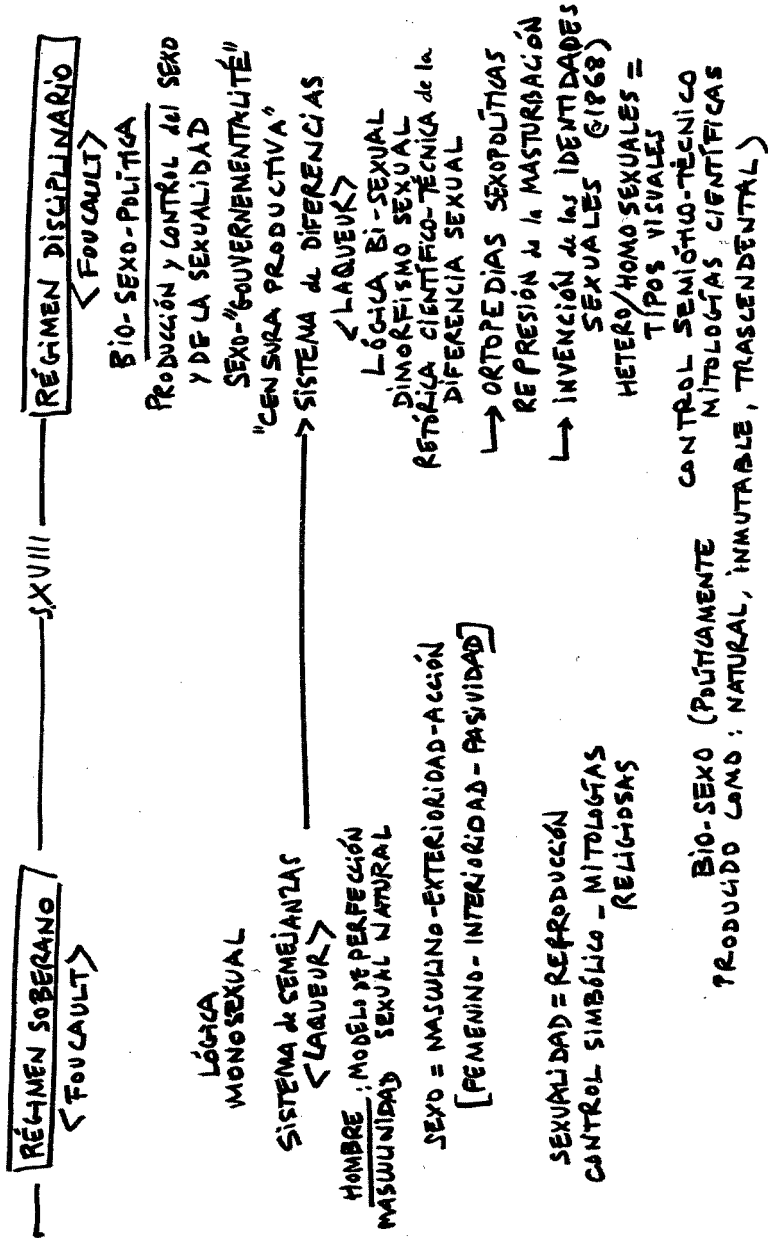 RÉGIMEN SOBERANO
<FOUCAULT>
LÓGICA
MONOSEXUAL
SISTEMA de SEMEJANZAS
<LAQUEUR>
HOMBRE: MODELO DE PERFECCIÓN
MASCULINIDAD SEXUAL NATURAL
SEXO = MASCULINO-EXTERIORIDAD-ACCIÓN
[FEMENINO-INTERIORIDAD-PASIVIDAD]
SEXUALIDAD = REPRODUCCIÓN
CONTROL SIMBÓLICO - MITOLOGÍAS
RELIGIOSAS
S.XVIII
RÉGIMEN DISCIPLINARIO
<FOUCAULT>
BIO-SEXO-POLÍTICA
PRODUCCIÓN y CONTROL del SEXO
Y DE LA SEXUALIDAD
SEXO-"GOUVERNEMENTALITÉ"
"CENSURA PRODUCTIVA"
SISTEMA de DIFERENCIAS
<LAQUEUR>
LÓGICA BI-SEXUAL
DIMORFISMO SEXUAL
RETÓRICA CIENTÍFICO-TÉCNICA de la
DIFERENCIA SEXUAL
ORTOPEDIAS SEXOPOLÍTICAS
REPRESIÓN de la MASTURBACIÓN
INVENCIÓN de las IDENTIDADES
SEXUALES (@1868)
HETERO/HOMOSEXUALES =
TIPOS VISUALES
CONTROL SEMIÓTICO-TÉCNICO
MITOLOGÍAS CIENTÍFICAS
BIO-SEXO (POLÍTICAMENTE
PRODUCIDO COMO: NATURAL, INMUTABLE, TRASCENDENTAL)